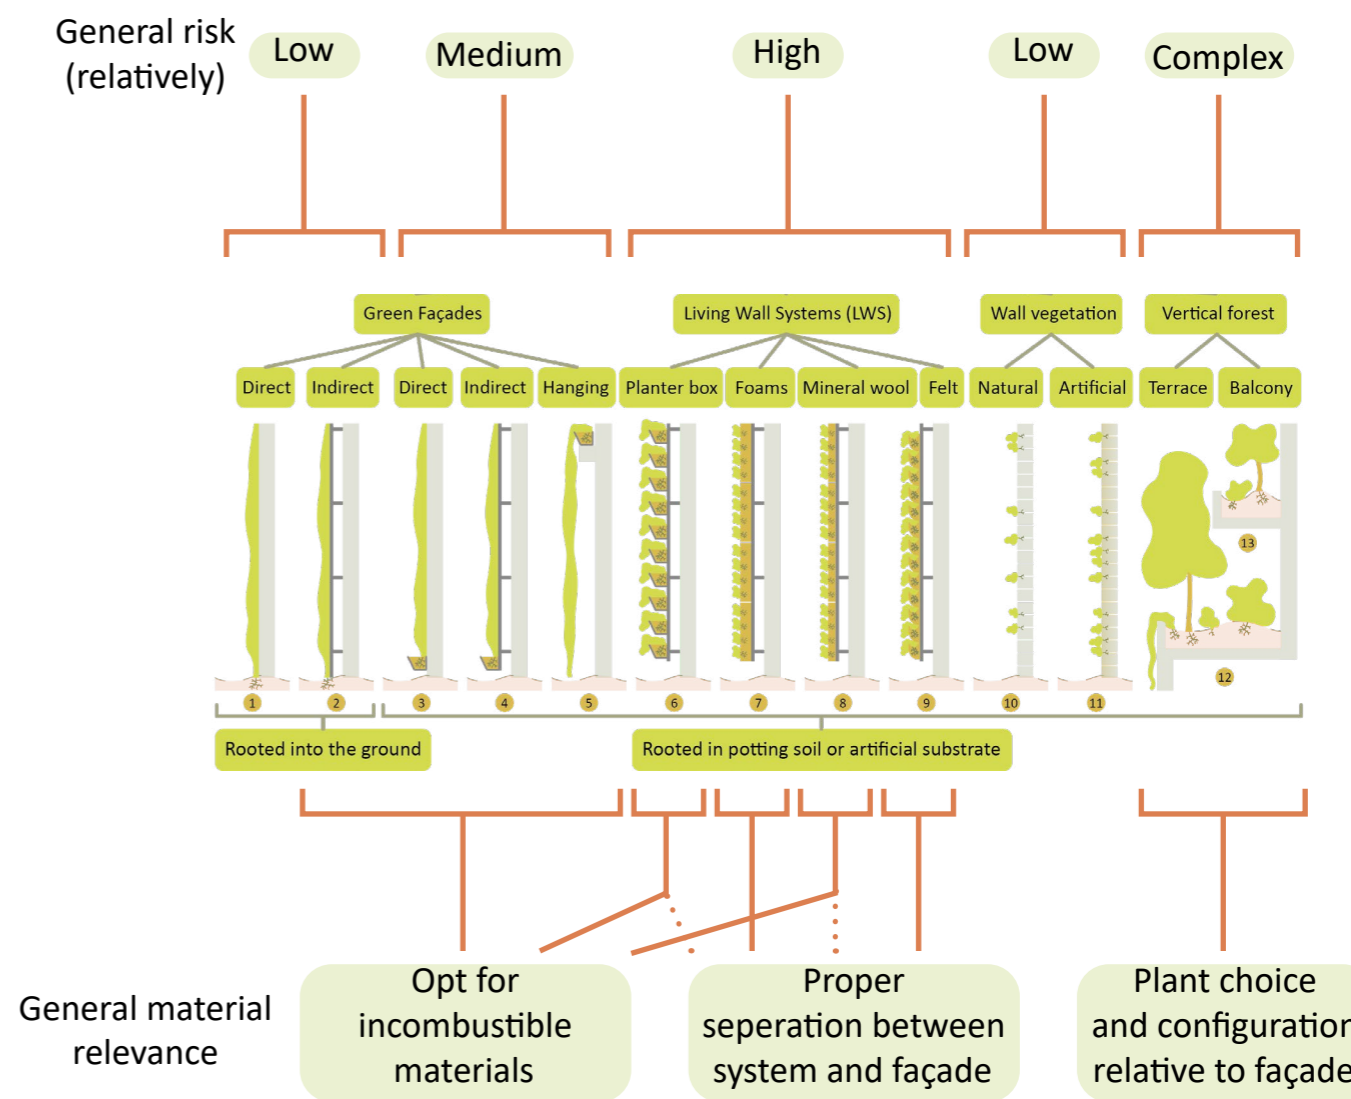 General risk
(relatively)
Low
Medium
High
Low
Complex
Green Façades
Living Wall Systems (LWS)
Wall vegetation
Vertical forest
Direct
Indirect
Direct
Indirect
Hanging
Planter box
Foams
Mineral wool
Felt
Natural
Artificial
Terrace
Balcony
13
12
1
2
3
4
5
6
7
8
9
10
11
Rooted into the ground
Rooted in potting soil or artificial substrate
General material
relevance
Opt for
incombustible
materials
Proper
seperation between
system and façade
Plant choice
and configuration
relative to façade